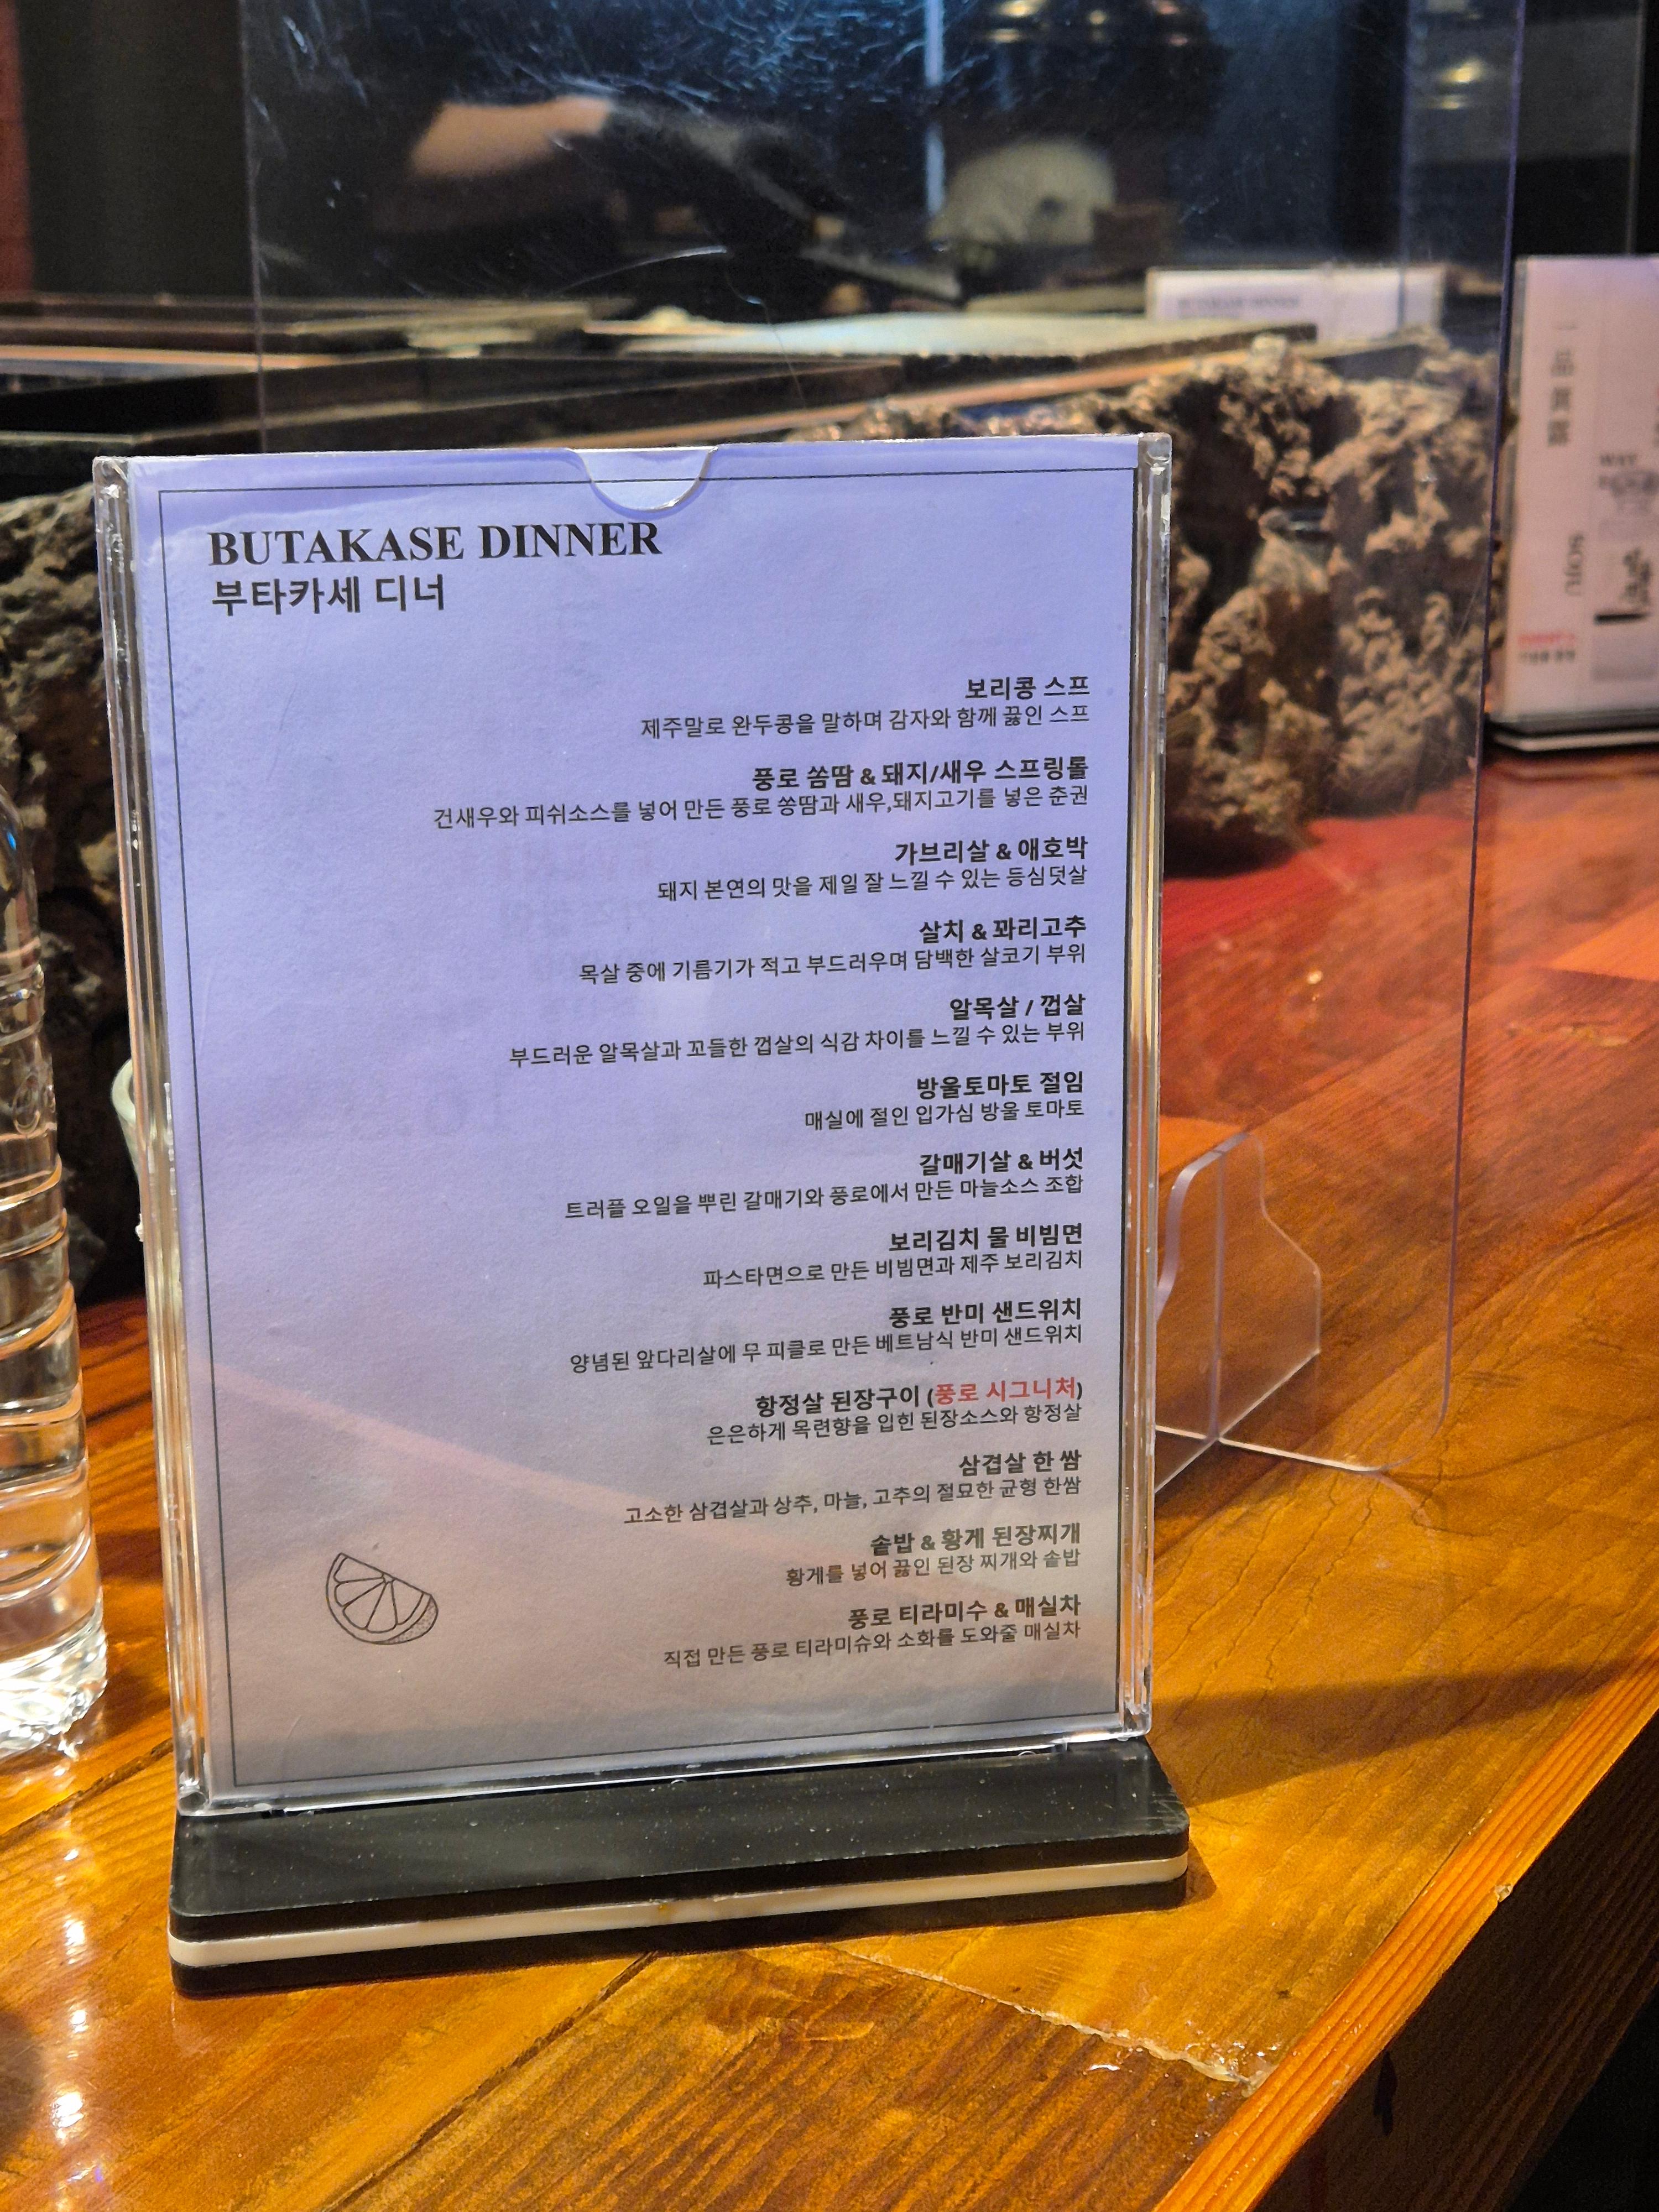 BUTAKASE DINNER
부타카세 디너
보리콩 스프
제주말로 완두콩을 말하며 감자와 함께 끓인 스프
풍로 쏨땀 & 돼지/새우 스프링롤
건새우와 피쉬소스를 넣어 만든 풍로 쏭땀과 새우,돼지고기를 넣은 춘권
가브리살 & 애호박
돼지 본연의 맛을 제일 잘 느낄 수 있는 등심덧살
살치 & 꽈리고추
목살 중에 기름기가 적고 부드러우며 담백한 살코기 부위
알목살 / 껍살
부드러운 알목살과 꼬들한 껍살의 식감 차이를 느낄 수 있는 부위
방울토마토 절임
매실에 절인 입가심 방울 토마토
갈매기살 & 버섯
트러플 오일을 뿌린 갈매기와 풍로에서 만든 마늘소스 조합
보리김치 물 비빔면
파스타면으로 만든 비빔면과 제주 보리김치
풍로 반미 샌드위치
양념된 앞다리살에 무 피클로 만든 베트남식 반미 샌드위치
항정살 된장구이 (풍로 시그니처)
은은하게 목련향을 입힌 된장소스와 항정살
삼겹살 한 쌈
고소한 삼겹살과 상추, 마늘, 고추의 절묘한 균형 한쌈
솥밥 & 황게 된장찌개
황게를 넣어 끓인 된장 찌개와 솥밥
풍로 티라미수 & 매실차
직접 만든 풍로 티라미슈와 소화를 도와줄 매실차
BUTAKASE DINNER
WAY
SOJU